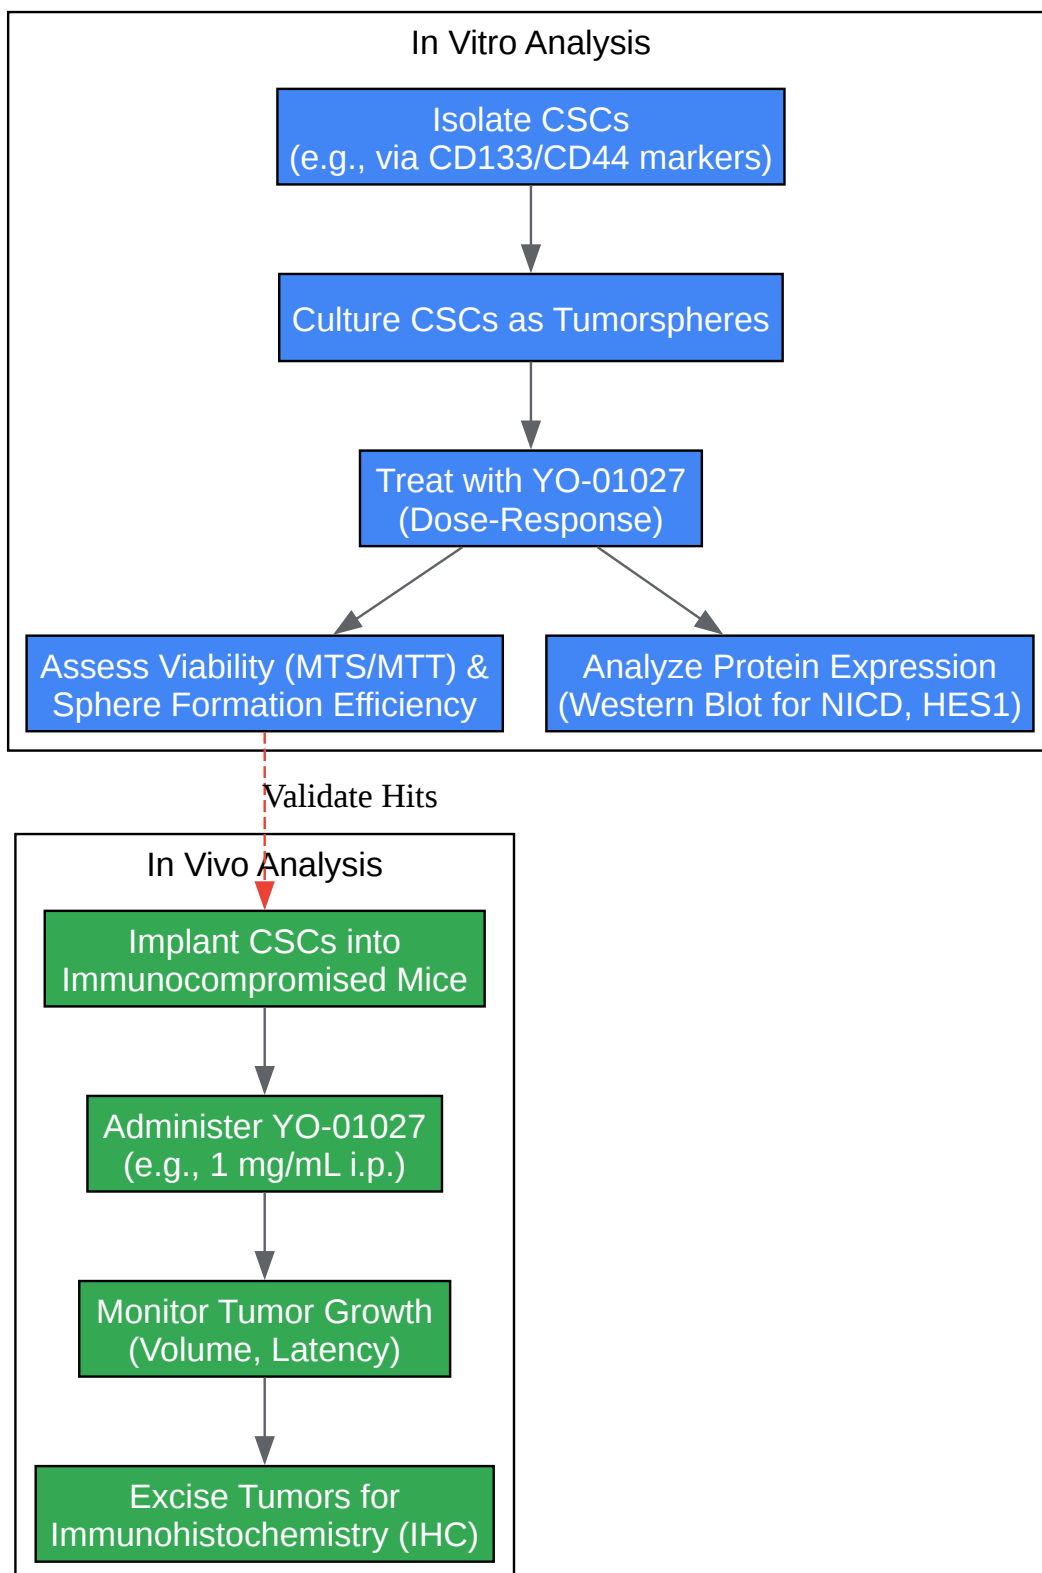 In Vitro Analysis
Isolate CSCs
(e.g., via CD133/CD44 markers)
Culture CSCs as Tumorspheres
Treat with YO-01027
(Dose-Response)
Assess Viability (MTS/MTT) &
Sphere Formation Efficiency
Analyze Protein Expression
(Western Blot for NICD, HES1)
Validate Hits
In Vivo Analysis
Implant CSCs into
Immunocompromised Mice
Administer YO-01027
(e.g., 1 mg/mL i.p.)
Monitor Tumor Growth
(Volume, Latency)
Excise Tumors for
Immunohistochemistry (IHC)